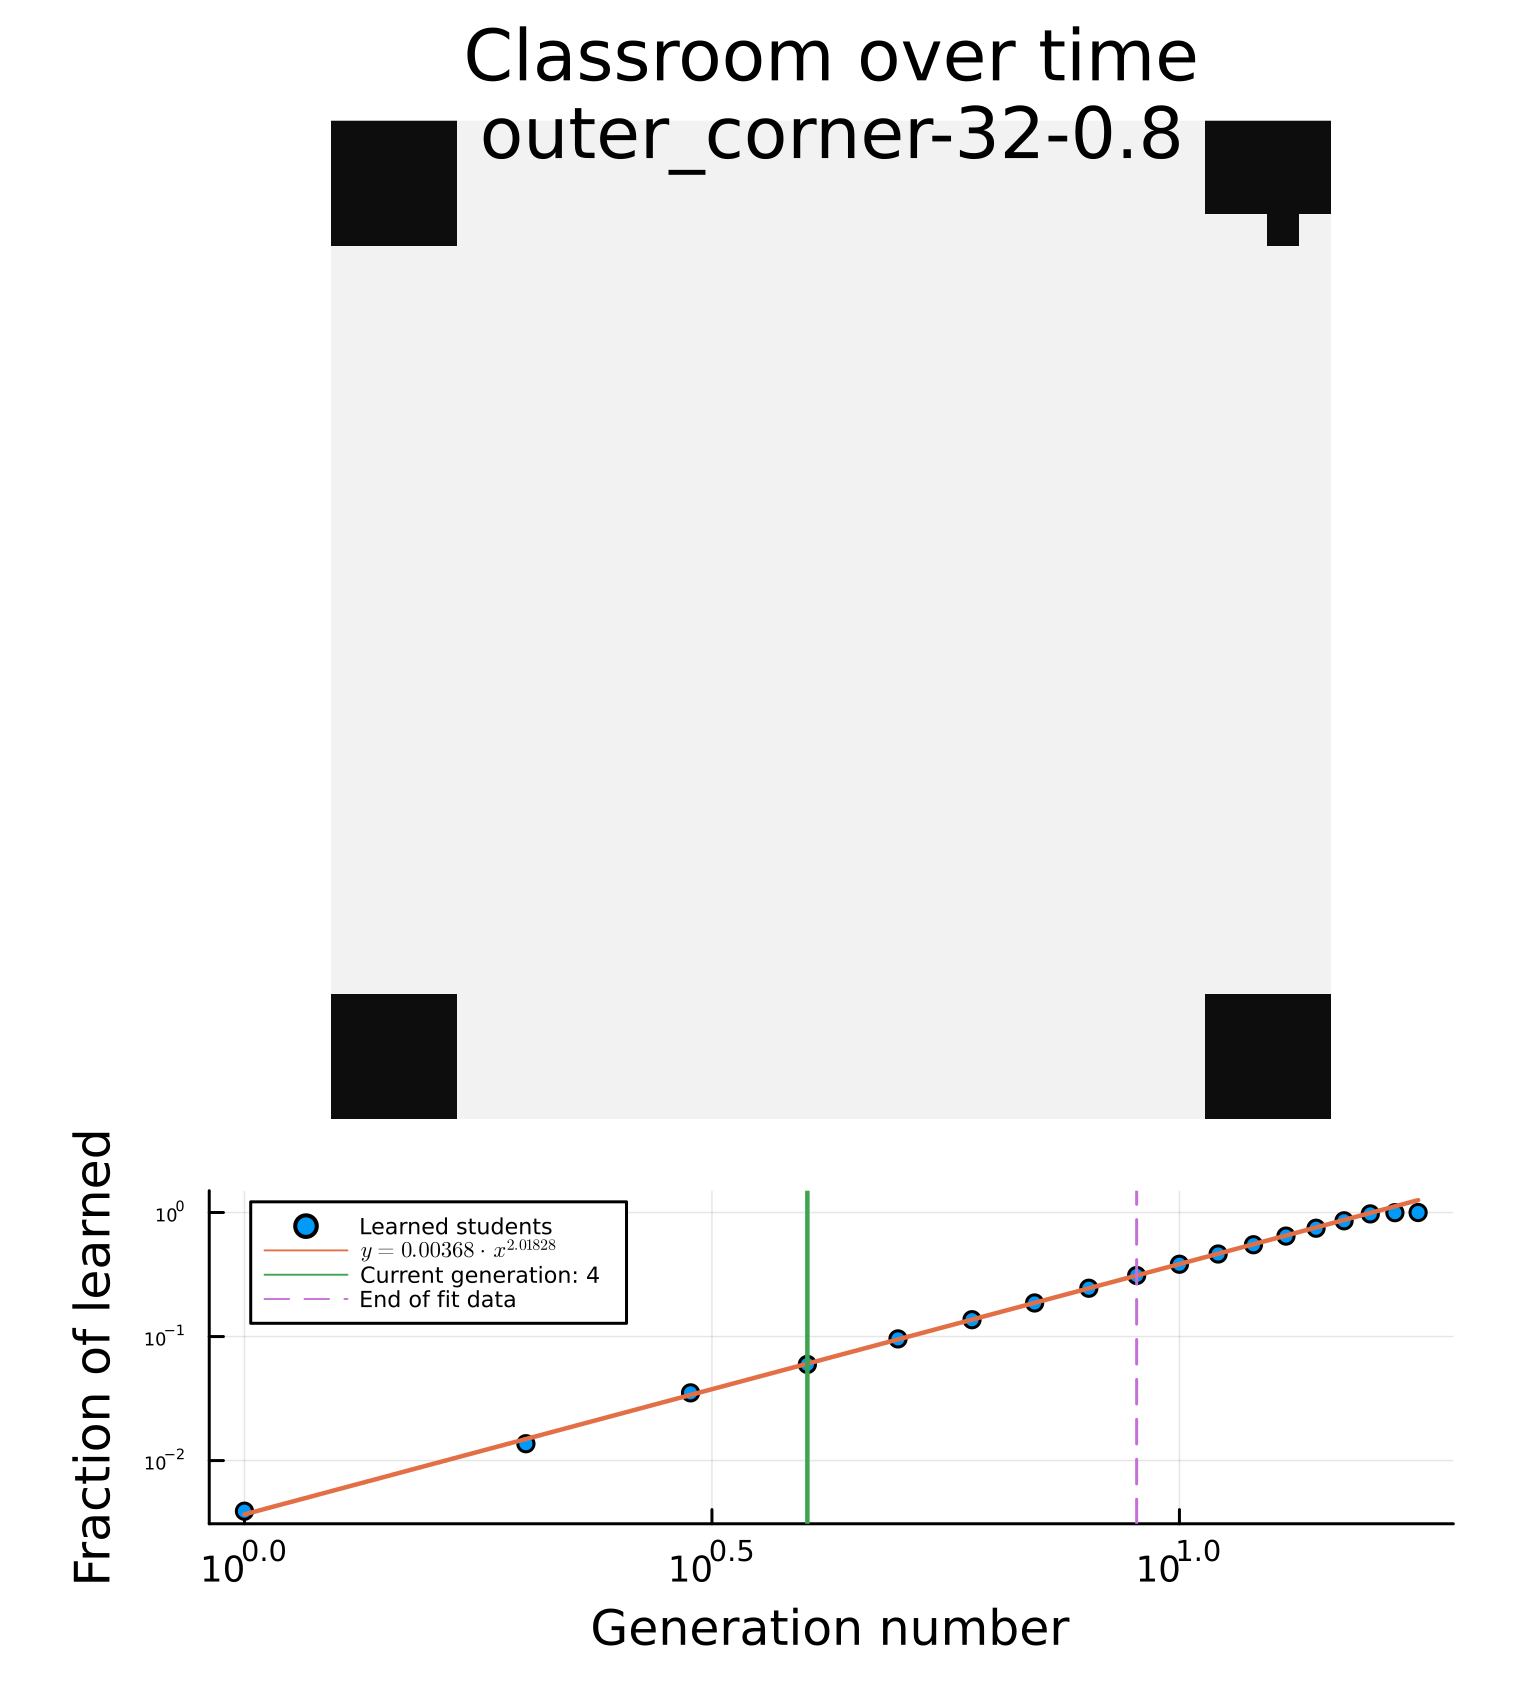 Classroom over time
outer_corner-32-0.8
Fraction of learned
10^0
10^−1
10^−2
Learned students
y = 0.00368 · x^2.01828
Current generation: 4
End of fit data
10^0.0
10^0.5
10^1.0
Generation number